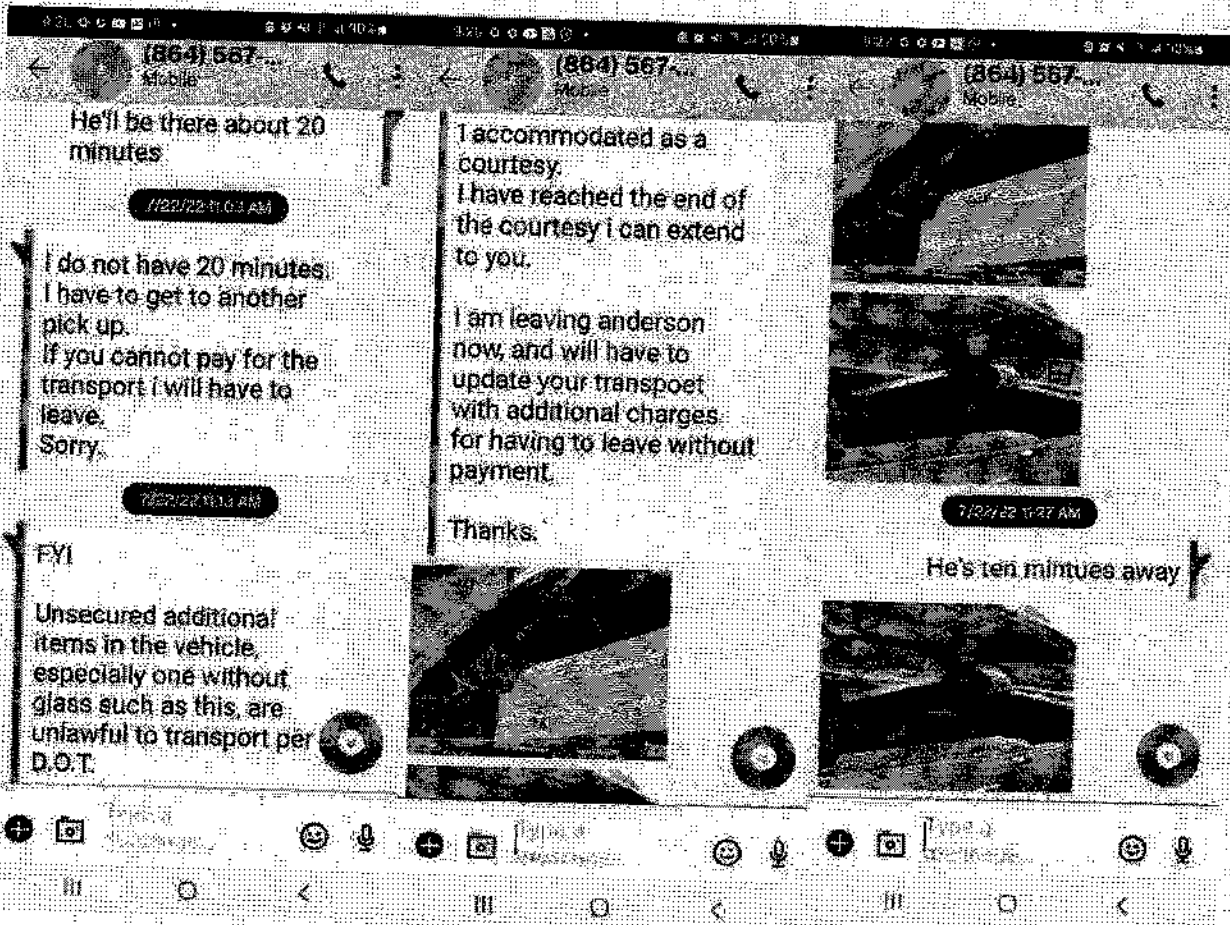 (864) 567-...
Mobile
He'll be there about 20
minutes
I do not have 20 minutes.
I have to get to another
pick up.
If you cannot pay for the
transport i will have to
leave.
Sorry.
FYI
Unsecured additional
items in the vehicle,
especially one without
glass such as this, are
unlawful to transport per
D.O.T.
(864) 567-...
Mobile
I accommodated as a
courtesy.
I have reached the end of
the courtesy i can extend
to you.
I am leaving anderson
now, and will have to
update your transpoet
with additional charges
for having to leave without
payment.
Thanks.
(864) 567-...
Mobile
7/22/22
He's ten mintues away
Type a